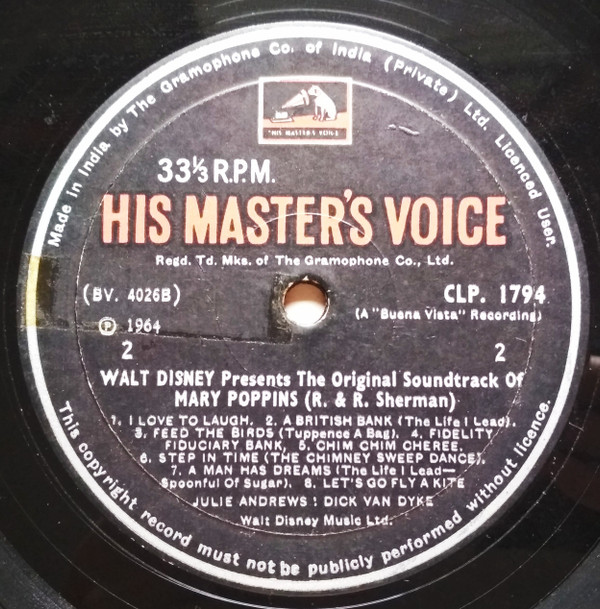 Made in India by The Gramophone Co. of India (Private) Ltd. Licenced User.
"HIS MASTER'S VOICE"
33⅓ R.P.M.
HIS MASTER'S VOICE
Regd. Td. Mks. of The Gramophone Co., Ltd.
(BV. 4026B)
CLP. 1794
(A "Buena Vista" Recording)
℗ 1964
2
2
WALT DISNEY Presents The Original Soundtrack Of
MARY POPPINS (R. & R. Sherman)
1. I LOVE TO LAUGH. 2. A BRITISH BANK (The Life I Lead).
3. FEED THE BIRDS (Tuppence A Bag). 4. FIDELITY
FIDUCIARY BANK. 5. CHIM CHIM CHEREE.
6. STEP IN TIME (THE CHIMNEY SWEEP DANCE).
7. A MAN HAS DREAMS (The Life I Lead—
Spoonful Of Sugar). 8. LET'S GO FLY A KITE
JULIE ANDREWS : DICK VAN DYKE
Walt Disney Music Ltd.
This copyright record must not be publicly performed without licence.